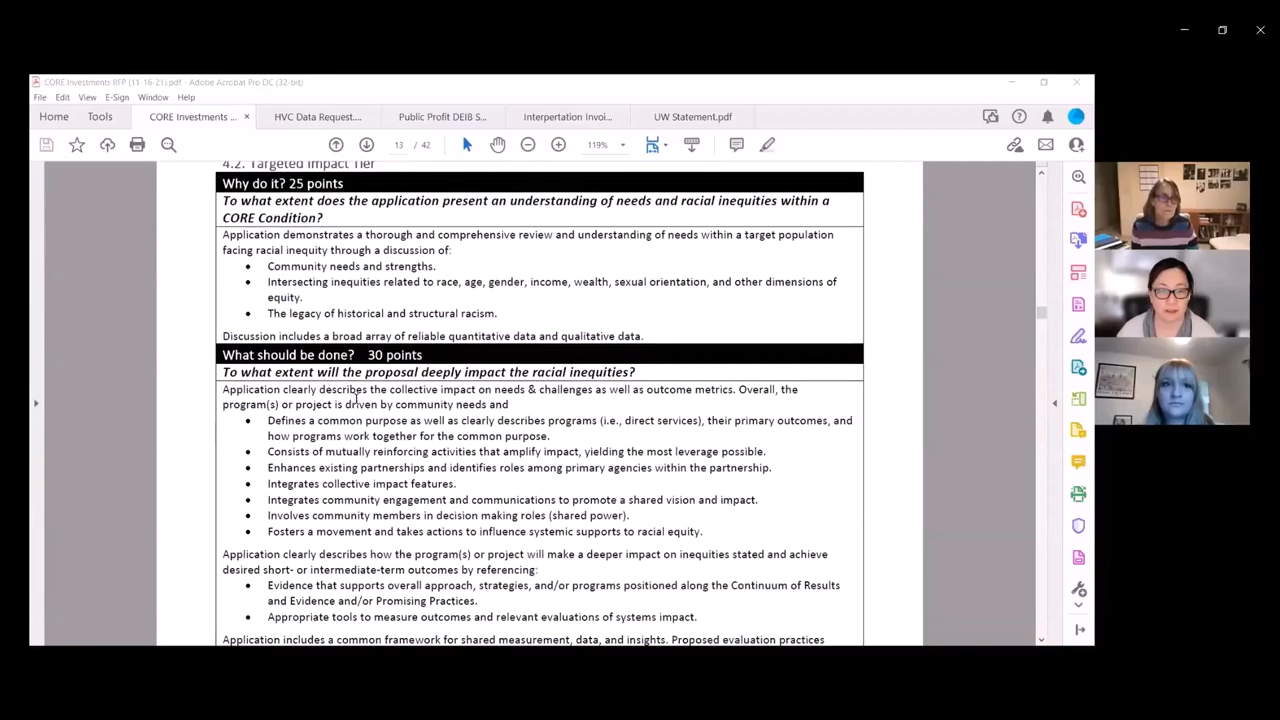 CORE Investments RFP (11-16-21).pdf - Adobe Acrobat Pro DC (32-bit)
File Edit View E-Sign Window Help
Home Tools CORE Investments ... × HVC Data Request.... Public Profit DEIB S... Interpertation Invoi... UW Statement.pdf
13 / 42 119%
4.2. Targeted Impact Tier
Why do it? 25 points
To what extent does the application present an understanding of needs and racial inequities within a
CORE Condition?
Application demonstrates a thorough and comprehensive review and understanding of needs within a target population
facing racial inequity through a discussion of:
• Community needs and strengths.
• Intersecting inequities related to race, age, gender, income, wealth, sexual orientation, and other dimensions of
equity.
• The legacy of historical and structural racism.
Discussion includes a broad array of reliable quantitative data and qualitative data.
What should be done? 30 points
To what extent will the proposal deeply impact the racial inequities?
Application clearly describes the collective impact on needs & challenges as well as outcome metrics. Overall, the
program(s) or project is driven by community needs and
• Defines a common purpose as well as clearly describes programs (i.e., direct services), their primary outcomes, and
how programs work together for the common purpose.
• Consists of mutually reinforcing activities that amplify impact, yielding the most leverage possible.
• Enhances existing partnerships and identifies roles among primary agencies within the partnership.
• Integrates collective impact features.
• Integrates community engagement and communications to promote a shared vision and impact.
• Involves community members in decision making roles (shared power).
• Fosters a movement and takes actions to influence systemic supports to racial equity.
Application clearly describes how the program(s) or project will make a deeper impact on inequities stated and achieve
desired short- or intermediate-term outcomes by referencing:
• Evidence that supports overall approach, strategies, and/or programs positioned along the Continuum of Results
and Evidence and/or Promising Practices.
• Appropriate tools to measure outcomes and relevant evaluations of systems impact.
Application includes a common framework for shared measurement, data, and insights. Proposed evaluation practices